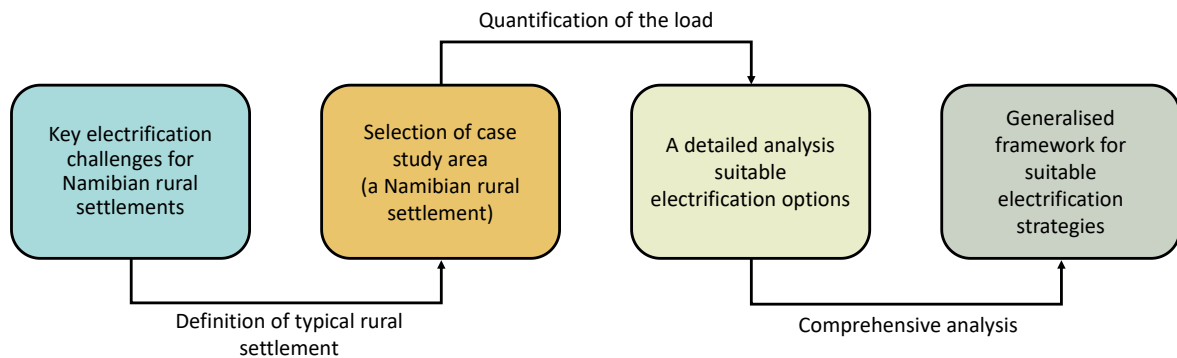 Quantification of the load
Key electrification
challenges for
Namibian rural
settlements
Selection of case
study area
(a Namibian rural
settlement)
A detailed analysis
suitable
electrification options
Generalised
framework for
suitable
electrification
strategies
Definition of typical rural
settlement
Comprehensive analysis